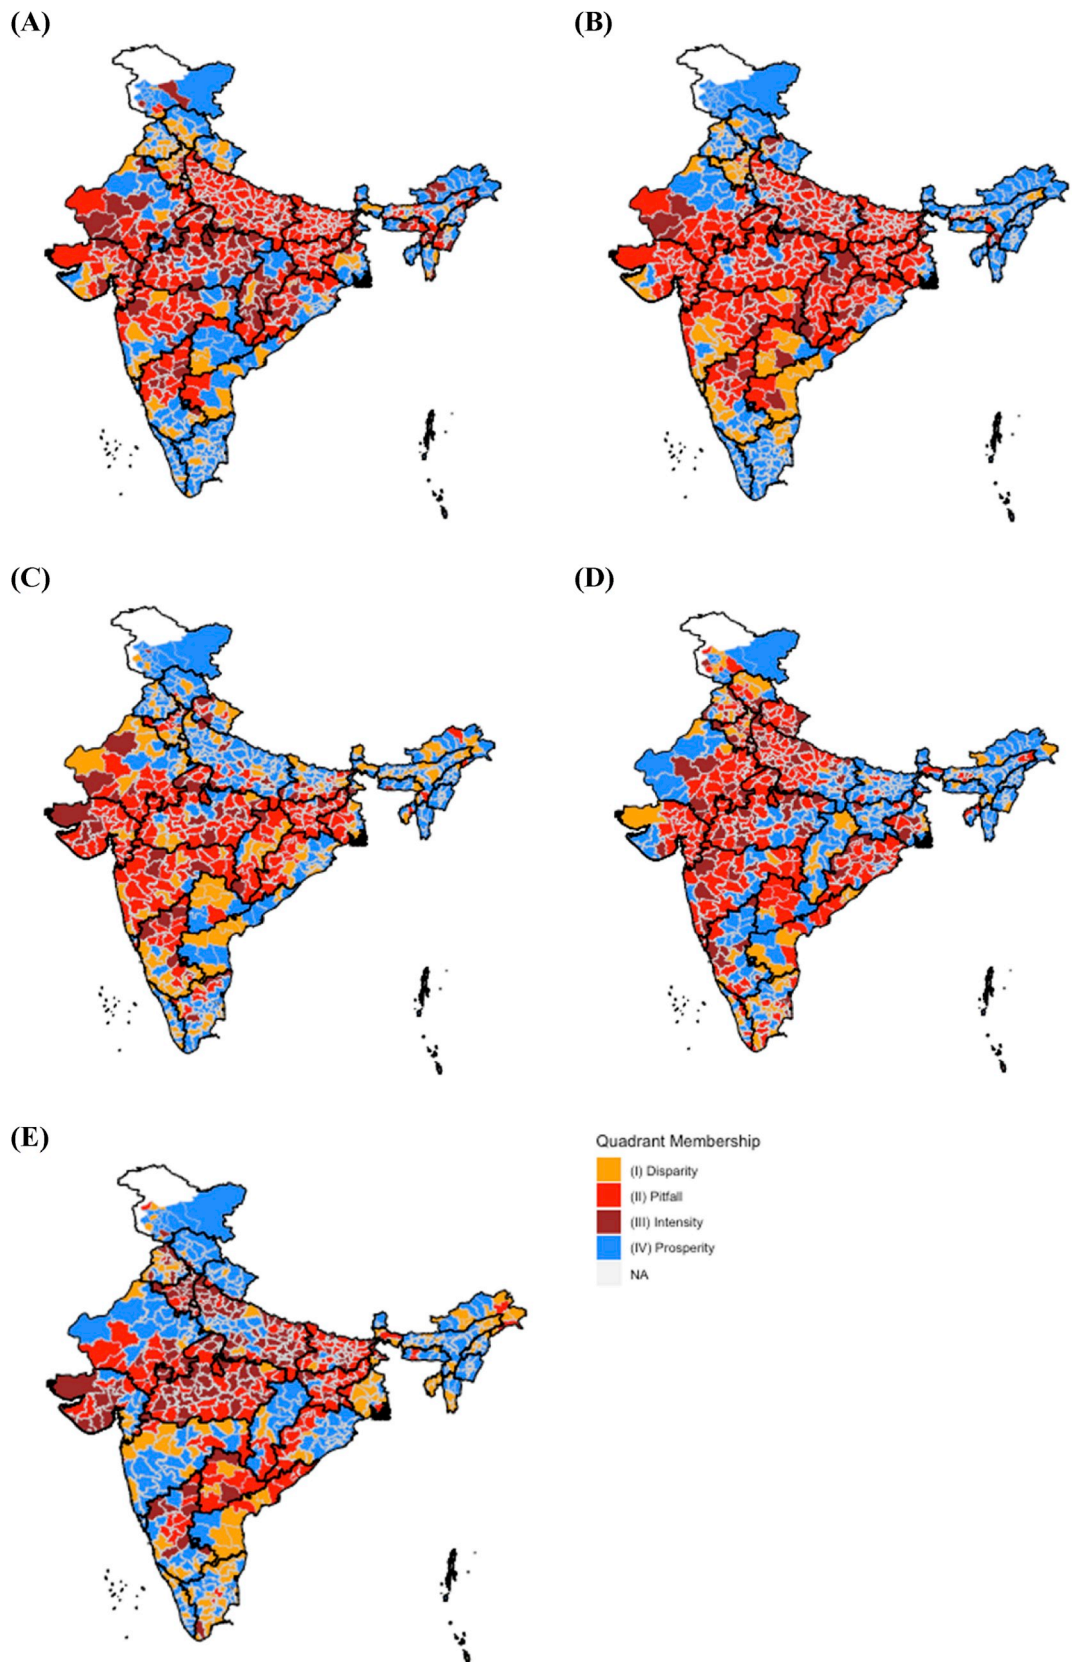 (A)
(B)
(C)
(D)
(E)
Quadrant Membership
(I) Disparity
(II) Pitfall
(III) Intensity
(IV) Prosperity
NA